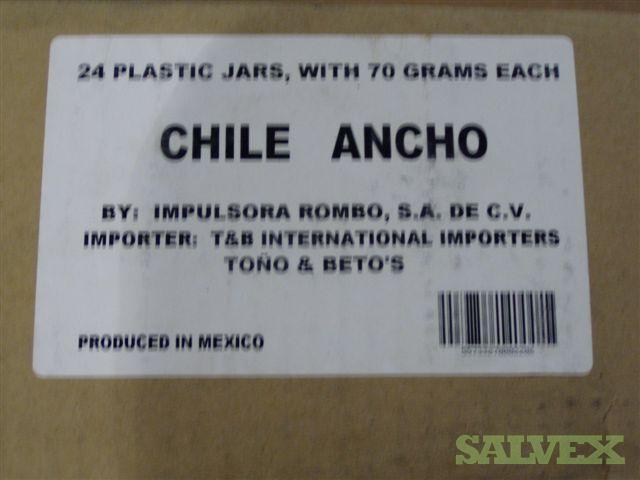 24 PLASTIC JARS, WITH 70 GRAMS EACH
CHILE ANCHO
BY: IMPULSORA ROMBO, S.A. DE C.V.
IMPORTER: T&B INTERNATIONAL IMPORTERS
TOÑO & BETO'S
PRODUCED IN MEXICO
SALVEX